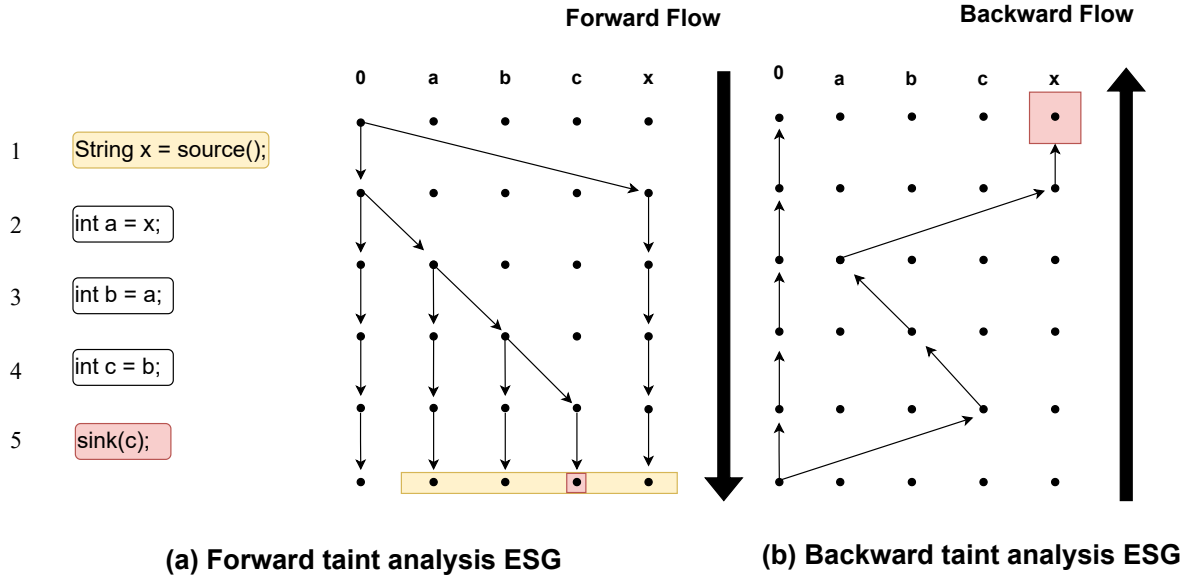 Forward Flow
Backward Flow
0 a b c x
0 a b c x
1 String x = source();
2 int a = x;
3 int b = a;
4 int c = b;
5 sink(c);
(a) Forward taint analysis ESG
(b) Backward taint analysis ESG